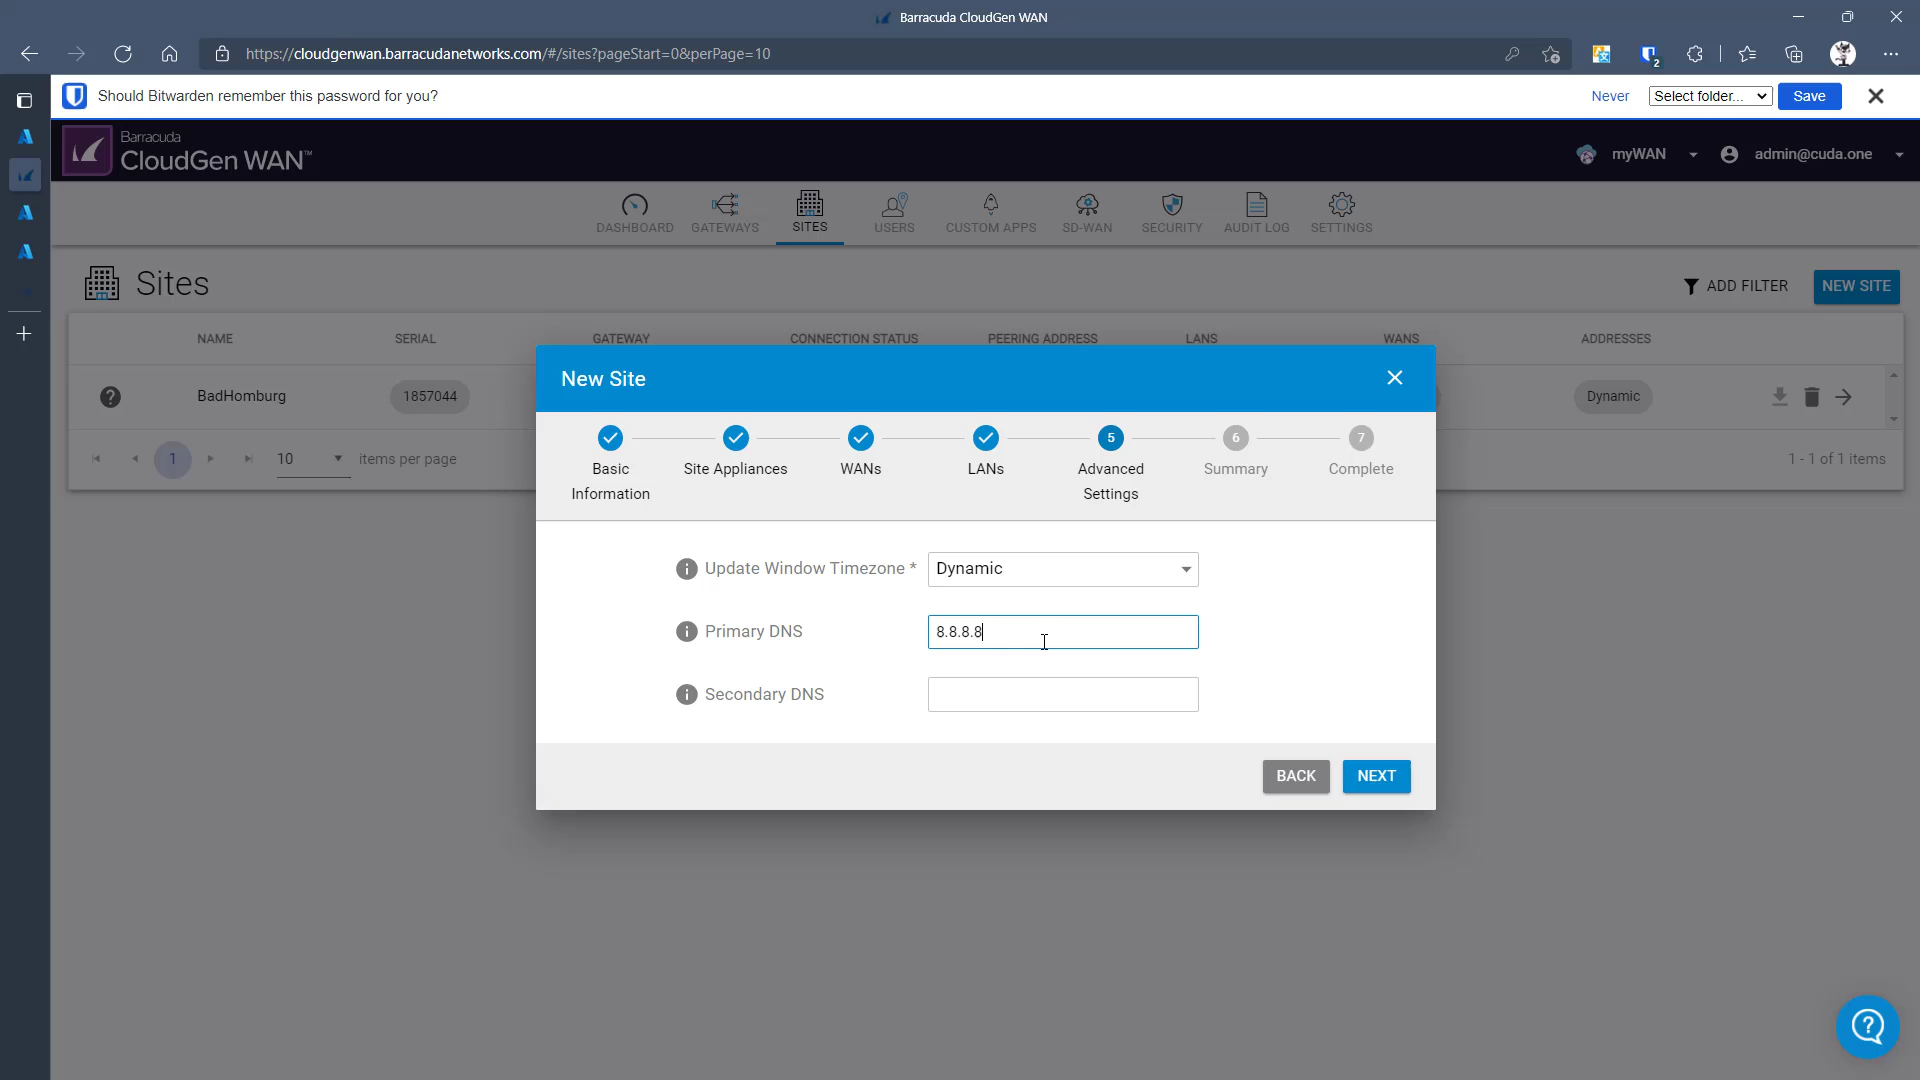 Barracuda CloudGen WAN
https://cloudgenwan.barracudanetworks.com/#/sites?pageStart=0&perPage=10
2
Should Bitwarden remember this password for you?
Never
Select folder...
Save
Barracuda
CloudGen WAN™
myWAN
admin@cuda.one
DASHBOARD
GATEWAYS
SITES
USERS
CUSTOM APPS
SD-WAN
SECURITY
AUDIT LOG
SETTINGS
Sites
ADD FILTER
NEW SITE
NAME
SERIAL
GATEWAY
CONNECTION STATUS
PEERING ADDRESS
LANS
WANS
ADDRESSES
BadHomburg
1857044
Dynamic
1
10
items per page
1 - 1 of 1 items
New Site
5
6
7
Basic
Information
Site Appliances
WANs
LANs
Advanced
Settings
Summary
Complete
Update Window Timezone *
Dynamic
Primary DNS
8.8.8.8
Secondary DNS
BACK
NEXT